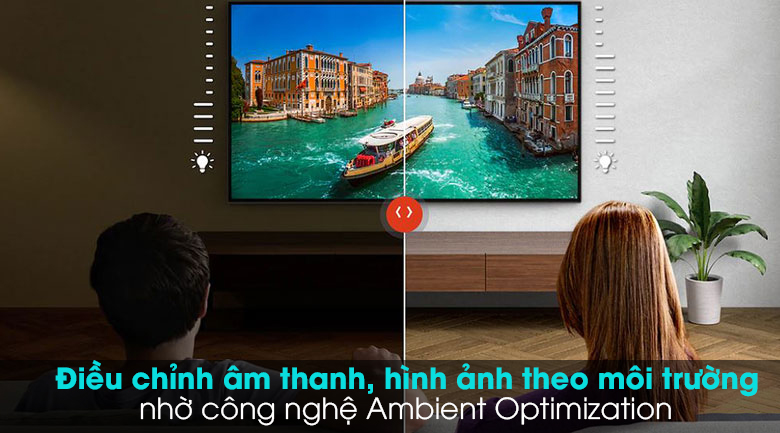 Điều chỉnh âm thanh, hình ảnh theo môi trường
nhờ công nghệ Ambient Optimization